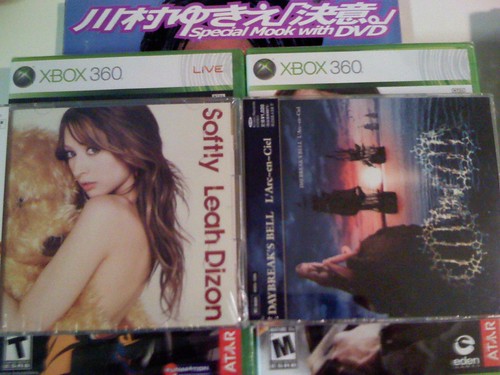 川村ゆきえ「決意。」
Special Mook with DVD
XBOX 360
LIVE
XBOX 360
Softly Leah Dizon
DAYBREAK'S BELL L'Arc~en~Ciel
DAYBREAK'S BELL L'Arc~en~Ciel
T
ATARI
M
eden
GAMES
ATARI